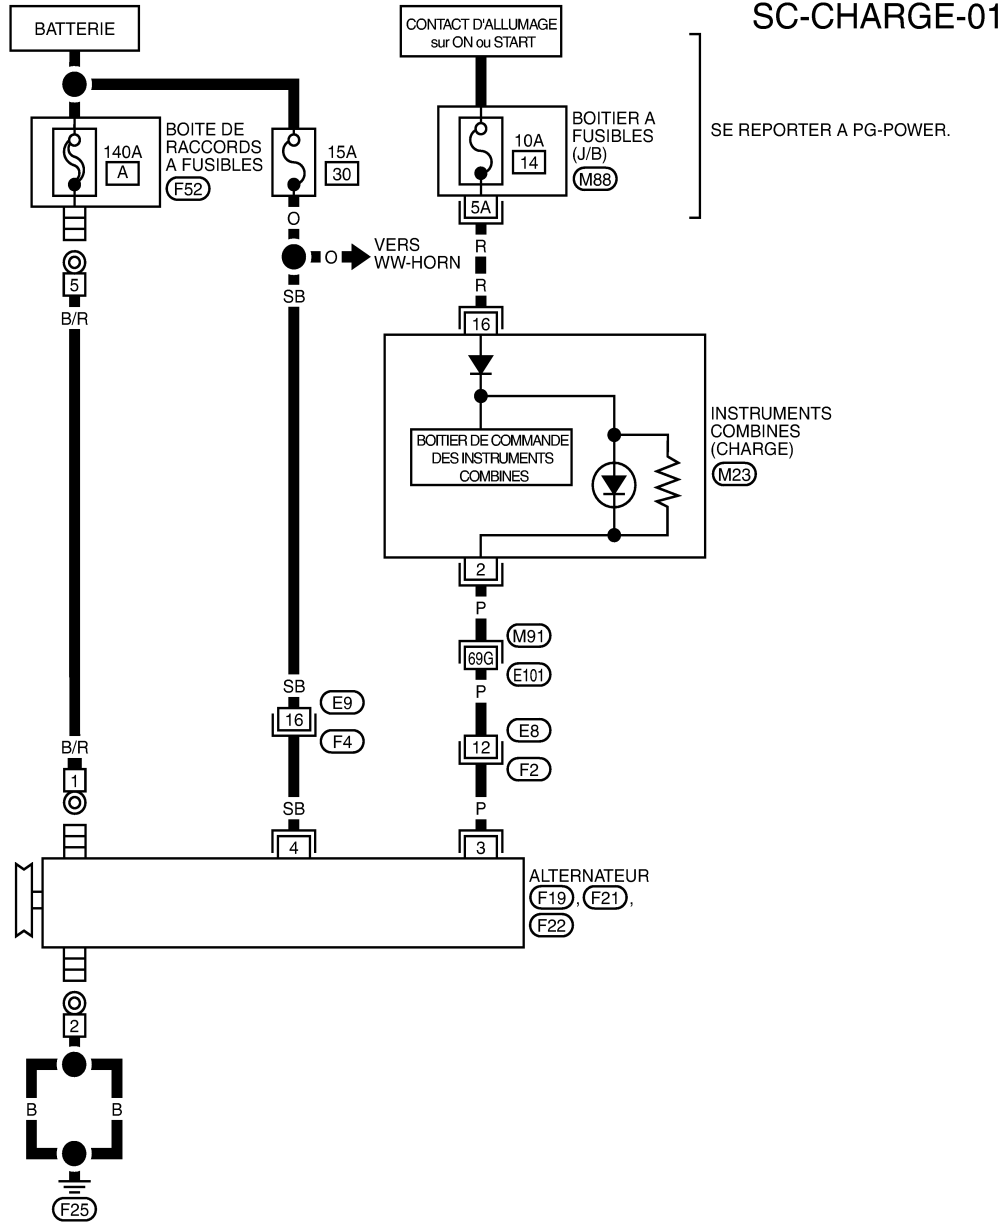 SC-CHARGE-01
BATTERIE
CONTACT D'ALLUMAGE
sur ON ou START
BOITE DE
RACCORDS
A FUSIBLES
F52
140A
A
15A
30
10A
14
BOITIER A
FUSIBLES
(J/B)
M88
SE REPORTER A PG-POWER.
5A
O
R
O
VERS
WW-HORN
5
R
SB
B/R
16
INSTRUMENTS
COMBINES
(CHARGE)
M23
BOITIER DE COMMANDE
DES INSTRUMENTS
COMBINES
2
P
M91
69G
E101
SB
P
E9
16
F4
E8
12
F2
B/R
1
SB
P
4
3
ALTERNATEUR
F19, F21,
F22
2
B
B
F25